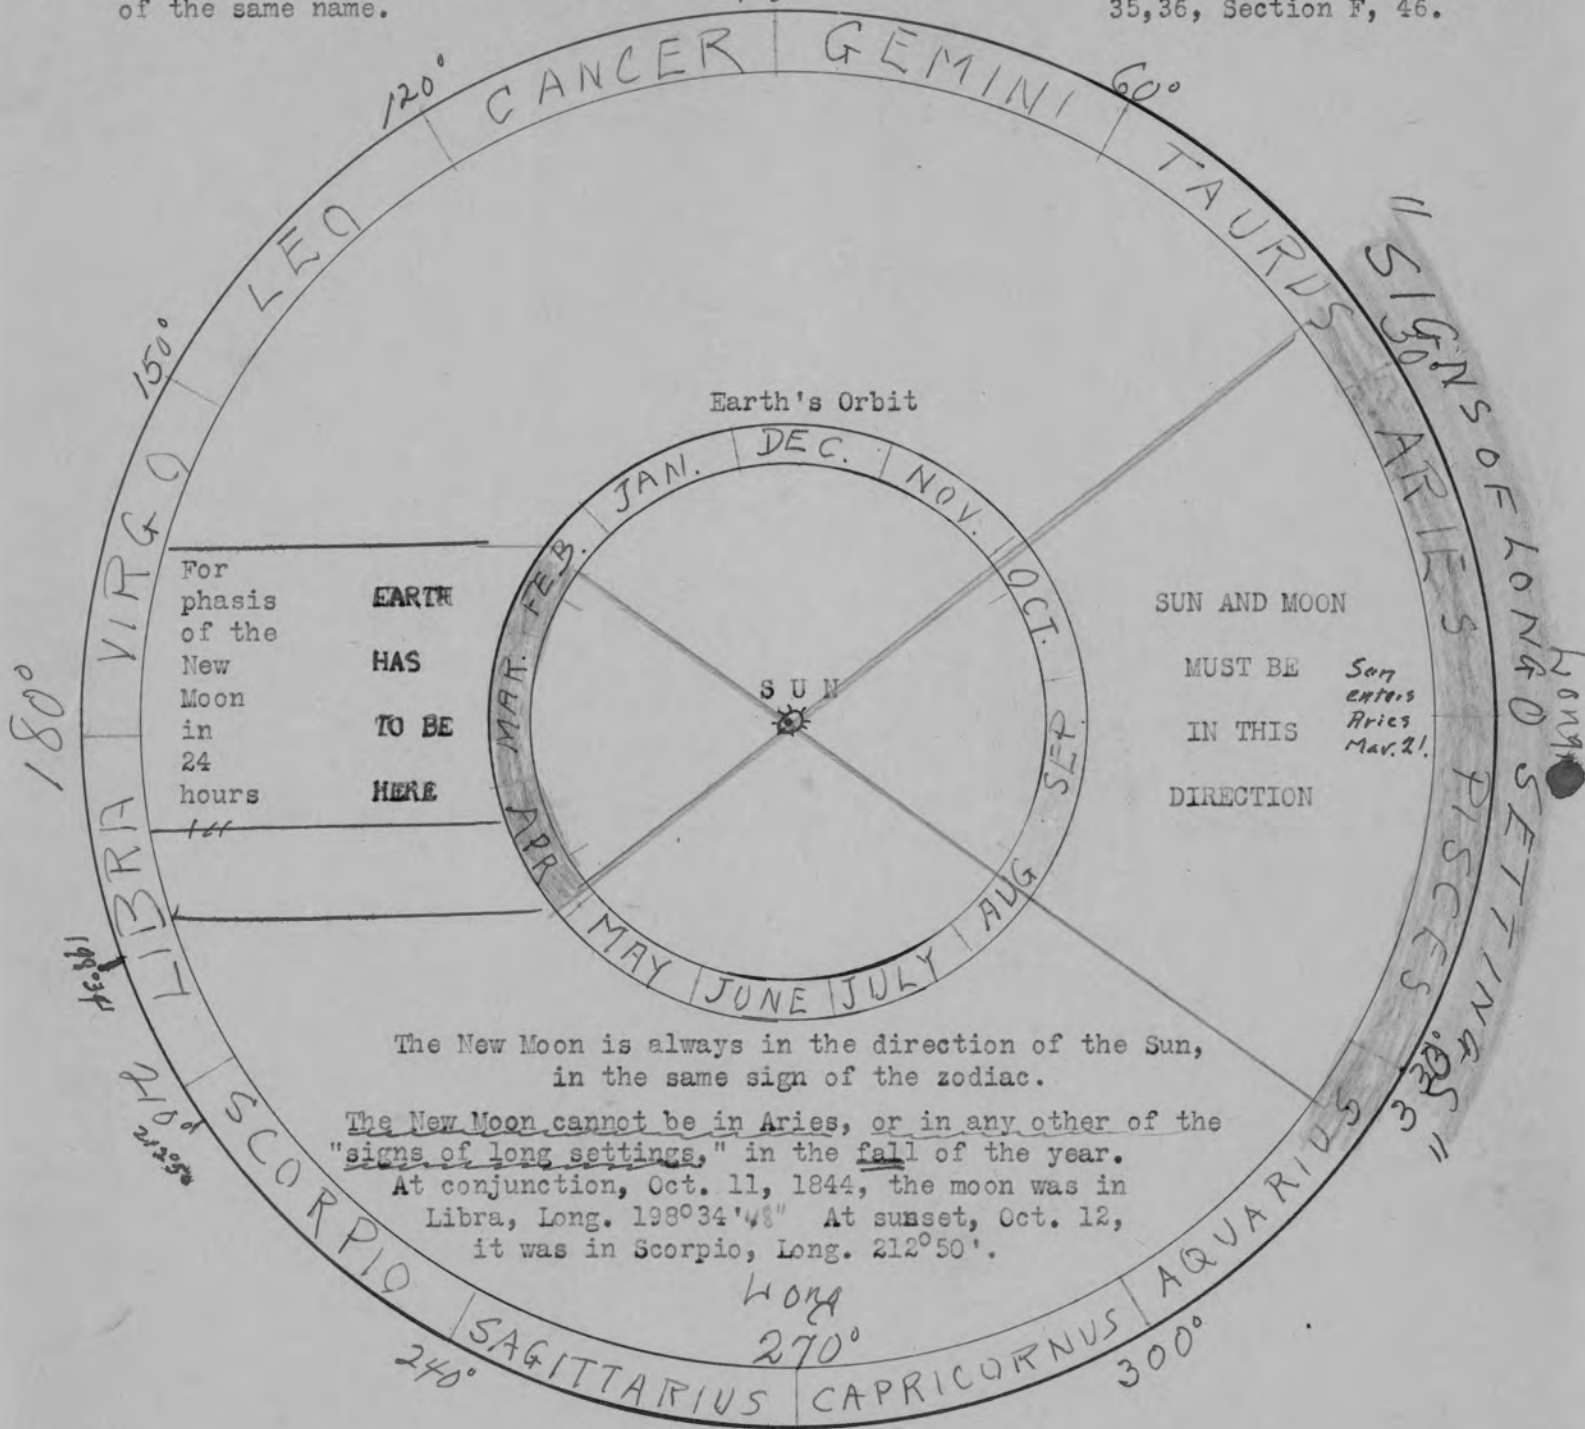 of the same name.
35,36, Section F, 46.
CANCER
GEMINI
120°
60°
LEO
TAURUS
150°
30°
"SIGNS OF LONG SETTINGS"
VIRGO
ARIES
Earth's Orbit
DEC.
JAN.
NOV.
FEB.
OCT.
MAR.
SEP
APR
AUG
MAY
JULY
JUNE
For
phasis
of the
New
Moon
in
24
hours
EARTH
HAS
TO BE
HERE
SUN
SUN AND MOON
MUST BE
IN THIS
DIRECTION
Sun
enters
Aries
Mar. 21.
Long
180°
LIBRA
PISCES
198°34'
330°
210°
212°50'
SCORPIO
AQUARIUS
The New Moon is always in the direction of the Sun,
in the same sign of the zodiac.
The New Moon cannot be in Aries, or in any other of the
"signs of long settings," in the fall of the year.
At conjunction, Oct. 11, 1844, the moon was in
Libra, Long. 198°34'48" At sunset, Oct. 12,
it was in Scorpio, Long. 212°50'.
Long
270°
240°
300°
SAGITTARIUS
CAPRICORNUS